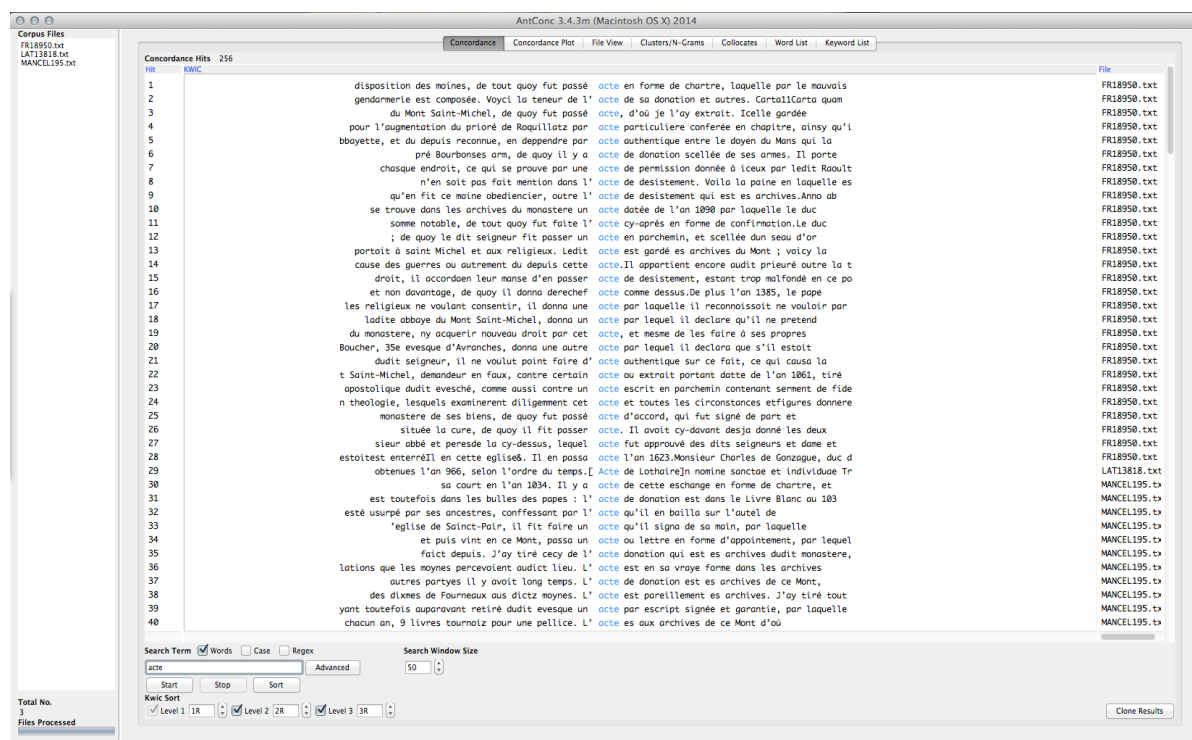 AntConc 3.4.3m (Macintosh OS X) 2014
Corpus Files
FR18950.txt
LAT13818.txt
MANCEL195.txt
Concordance Concordance Plot File View Clusters/N-Grams Collocates Word List Keyword List
Concordance Hits 256
Hit KWIC File
1 disposition des moines, de tout quoy fut passé acte en forme de chartre, laquelle par le mauvais FR18950.txt
2 gendarmerie est composée. Voyci la teneur de l' acte de sa donation et autres. Carta11Carta quam FR18950.txt
3 du Mont Saint-Michel, de quoy fut passé acte, d'où je l'ay extrait. Icelle gardée FR18950.txt
4 pour l'augmentation du prioré de Roquillatz par acte particuliere conferée en chapitre, ainsy qu'i FR18950.txt
5 bbayette, et du depuis reconnue, en deppendre par acte authentique entre le doyen du Mans qui la FR18950.txt
6 pré Bourbonses arm, de quoy il y a acte de donation scellée de ses armes. Il porte FR18950.txt
7 chasque endroit, ce qui se prouve par une acte de permission donnée à iceux par ledit Raoult FR18950.txt
8 n'en soit pas fait mention dans l' acte de desistement. Voila la paine en laquelle es FR18950.txt
9 qu'en fit ce moine obediencier, outre l' acte de desistement qui est es archives.Anno ab FR18950.txt
10 se trouve dans les archives du monastere un acte datée de l'an 1090 par laquelle le duc FR18950.txt
11 somme notable, de tout quoy fut faite l' acte cy-après en forme de confirmation.Le duc FR18950.txt
12 ; de quoy le dit seigneur fit passer un acte en parchemin, et scellée dun seau d'or FR18950.txt
13 portoit à saint Michel et aux religieux. Ledit acte est gardé es archives du Mont ; voicy la FR18950.txt
14 cause des guerres ou autrement du depuis cette acte.Il appartient encore audit prieuré outre la t FR18950.txt
15 droit, il accordaen leur manse d'en passer acte de desistement, estant trop malfondé en ce po FR18950.txt
16 et non davantage, de quoy il donna derechef acte comme dessus.De plus l'an 1385, le pape FR18950.txt
17 les religieux ne voulant consentir, il donna une acte par laquelle il reconnoissoit ne vouloir par FR18950.txt
18 ladite abbaye du Mont Saint-Michel, donna un acte par lequel il declare qu'il ne pretend FR18950.txt
19 du monastere, ny acquerir nouveau droit par cet acte, et mesme de les faire à ses propres FR18950.txt
20 Boucher, 35e evesque d'Avranches, donna une autre acte par lequel il declara que s'il estoit FR18950.txt
21 dudit seigneur, il ne voulut point faire d' acte authentique sur ce fait, ce qui causa la FR18950.txt
22 t Saint-Michel, demandeur en faux, contre certain acte ou extrait portant datte de l'an 1061, tiré FR18950.txt
23 apostolique dudit evesché, comme aussi contre un acte escrit en parchemin contenant serment de fide FR18950.txt
24 n theologie, lesquels examinerent diligemment cet acte et toutes les circonstances etfigures donnere FR18950.txt
25 monastere de ses biens, de quoy fut passé acte d'accord, qui fut signé de part et FR18950.txt
26 située la cure, de quoy il fit passer acte. Il avoit cy-davant desja donné les deux FR18950.txt
27 sieur abbé et peresde la cy-dessus, lequel acte fut approuvé des dits seigneurs et dame et FR18950.txt
28 estoitest enterréIl en cette eglise&. Il en passa acte l'an 1623.Monsieur Charles de Gonzague, duc d FR18950.txt
29 obtenues l'an 966, selon l'ordre du temps.[ Acte de Lothaire]n nomine sanctae et individuae Tr LAT13818.txt
30 sa court en l'an 1034. Il y a acte de cette eschange en forme de chartre, et MANCEL195.tx
31 est toutefois dans les bulles des papes : l' acte de donation est dans le Livre Blanc au 103 MANCEL195.tx
32 esté usurpé par ses ancestres, conffessant par l' acte qu'il en bailla sur l'autel de MANCEL195.tx
33 'eglise de Sainct-Pair, il fit faire un acte qu'il signa de sa main, par laquelle MANCEL195.tx
34 et puis vint en ce Mont, passa un acte ou lettre en forme d'appointement, par lequel MANCEL195.tx
35 faict depuis. J'ay tiré cecy de l' acte donation qui est es archives dudit monastere, MANCEL195.tx
36 lations que les moynes percevoient audict lieu. L' acte est en sa vraye forme dans les archives MANCEL195.tx
37 autres partyes il y avoit long temps. L' acte de donation est es archives de ce Mont, MANCEL195.tx
38 des dixmes de Fourneaux aus dictz moynes. L' acte est pareillement es archives. J'ay tiré tout MANCEL195.tx
39 yant toutefois auparavant retiré dudit evesque un acte par escript signée et garantie, par laquelle MANCEL195.tx
40 chacun an, 9 livres tournoiz pour une pellice. L' acte es aux archives de ce Mont d'où MANCEL195.tx
Search Term Words Case Regex Search Window Size
acte Advanced 50
Start Stop Sort
Kwic Sort
Level 1 1R Level 2 2R Level 3 3R Clone Results
Total No.
3
Files Processed